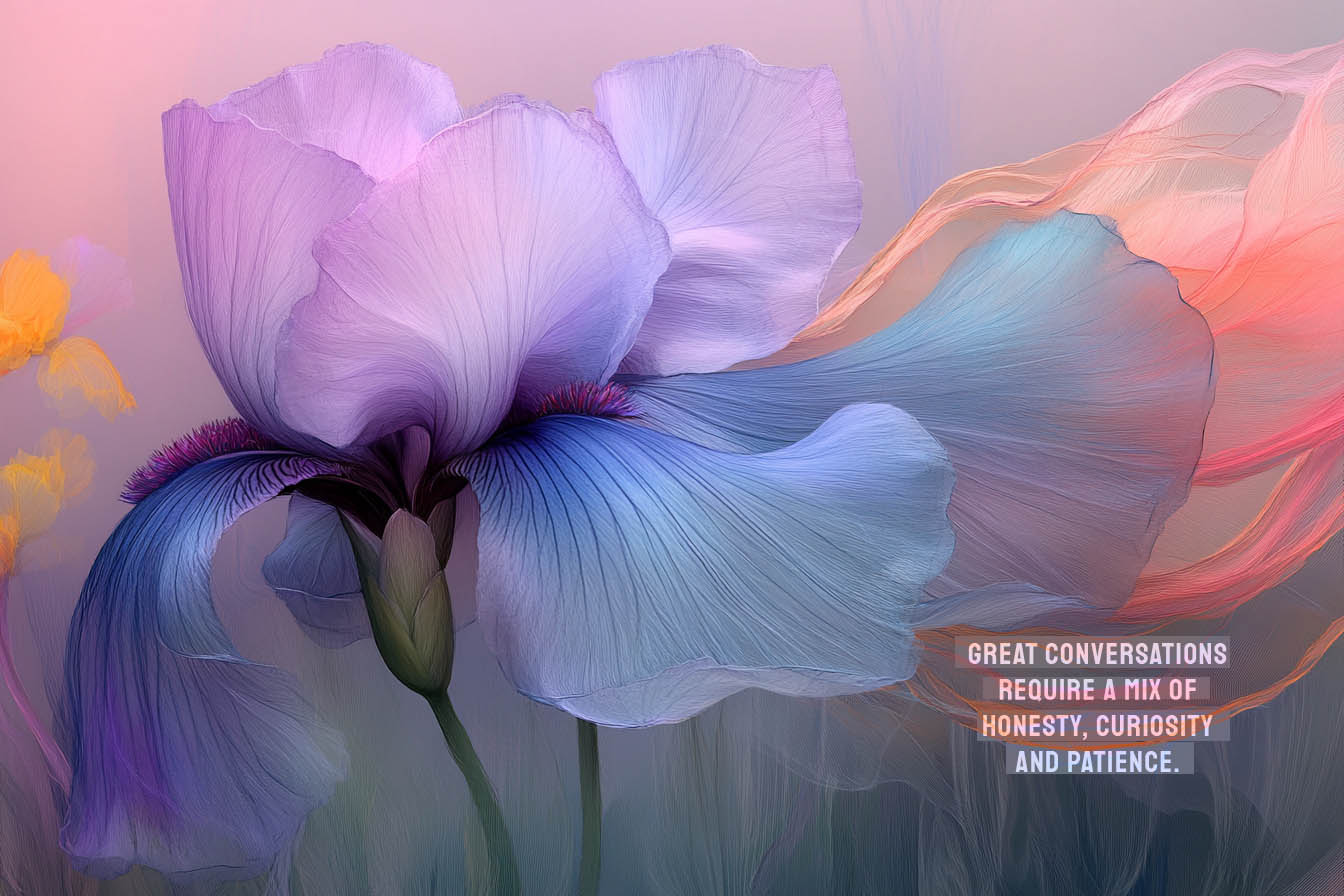 GREAT CONVERSATIONS
REQUIRE A MIX OF
HONESTY, CURIOSITY
AND PATIENCE.